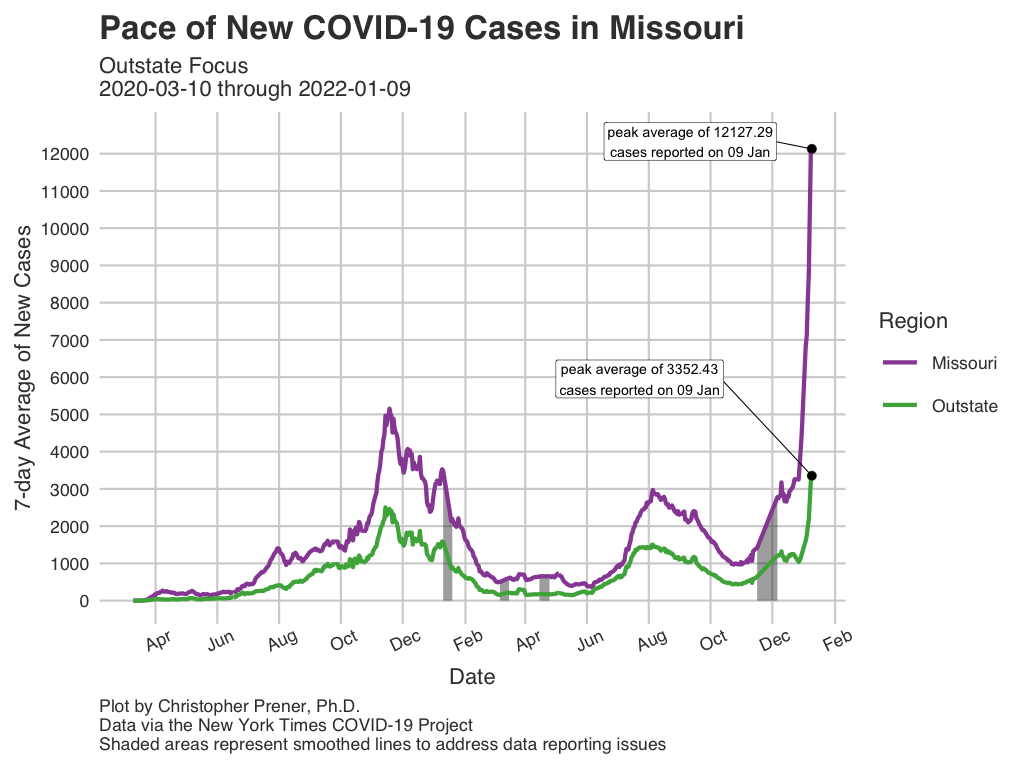 Pace of New COVID-19 Cases in Missouri
Outstate Focus
2020-03-10 through 2022-01-09
peak average of 12127.29
cases reported on 09 Jan
peak average of 3352.43
cases reported on 09 Jan
7-day Average of New Cases
12000
11000
10000
9000
8000
7000
6000
5000
4000
3000
2000
1000
0
Apr Jun Aug Oct Dec Feb Apr Jun Aug Oct Dec Feb
Date
Region
Missouri
Outstate
Plot by Christopher Prener, Ph.D.
Data via the New York Times COVID-19 Project
Shaded areas represent smoothed lines to address data reporting issues